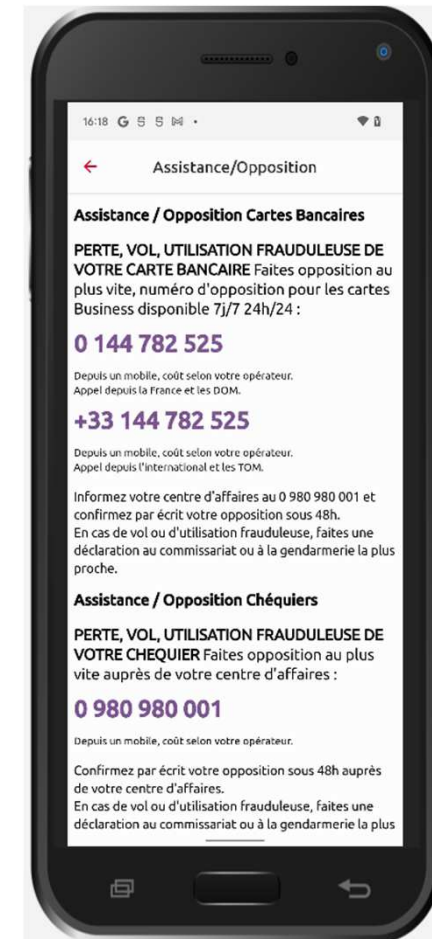 16:18 G
Assistance/Opposition
Assistance / Opposition Cartes Bancaires
PERTE, VOL, UTILISATION FRAUDULEUSE DE
VOTRE CARTE BANCAIRE Faites opposition au
plus vite, numéro d'opposition pour les cartes
Business disponible 7j/7 24h/24 :
0 144 782 525
Depuis un mobile, coût selon votre opérateur.
Appel depuis la France et les DOM.
+33 144 782 525
Depuis un mobile, coût selon votre opérateur.
Appel depuis l'international et les TOM.
Informez votre centre d'affaires au 0 980 980 001 et
confirmez par écrit votre opposition sous 48h.
En cas de vol ou d'utilisation frauduleuse, faites une
déclaration au commissariat ou à la gendarmerie la plus
proche.
Assistance / Opposition Chéquiers
PERTE, VOL, UTILISATION FRAUDULEUSE DE
VOTRE CHEQUIER Faites opposition au plus
vite auprès de votre centre d'affaires :
0 980 980 001
Depuis un mobile, coût selon votre opérateur.
Confirmez par écrit votre opposition sous 48h auprès
de votre centre d'affaires.
En cas de vol ou d'utilisation frauduleuse, faites une
déclaration au commissariat ou à la gendarmerie la plus